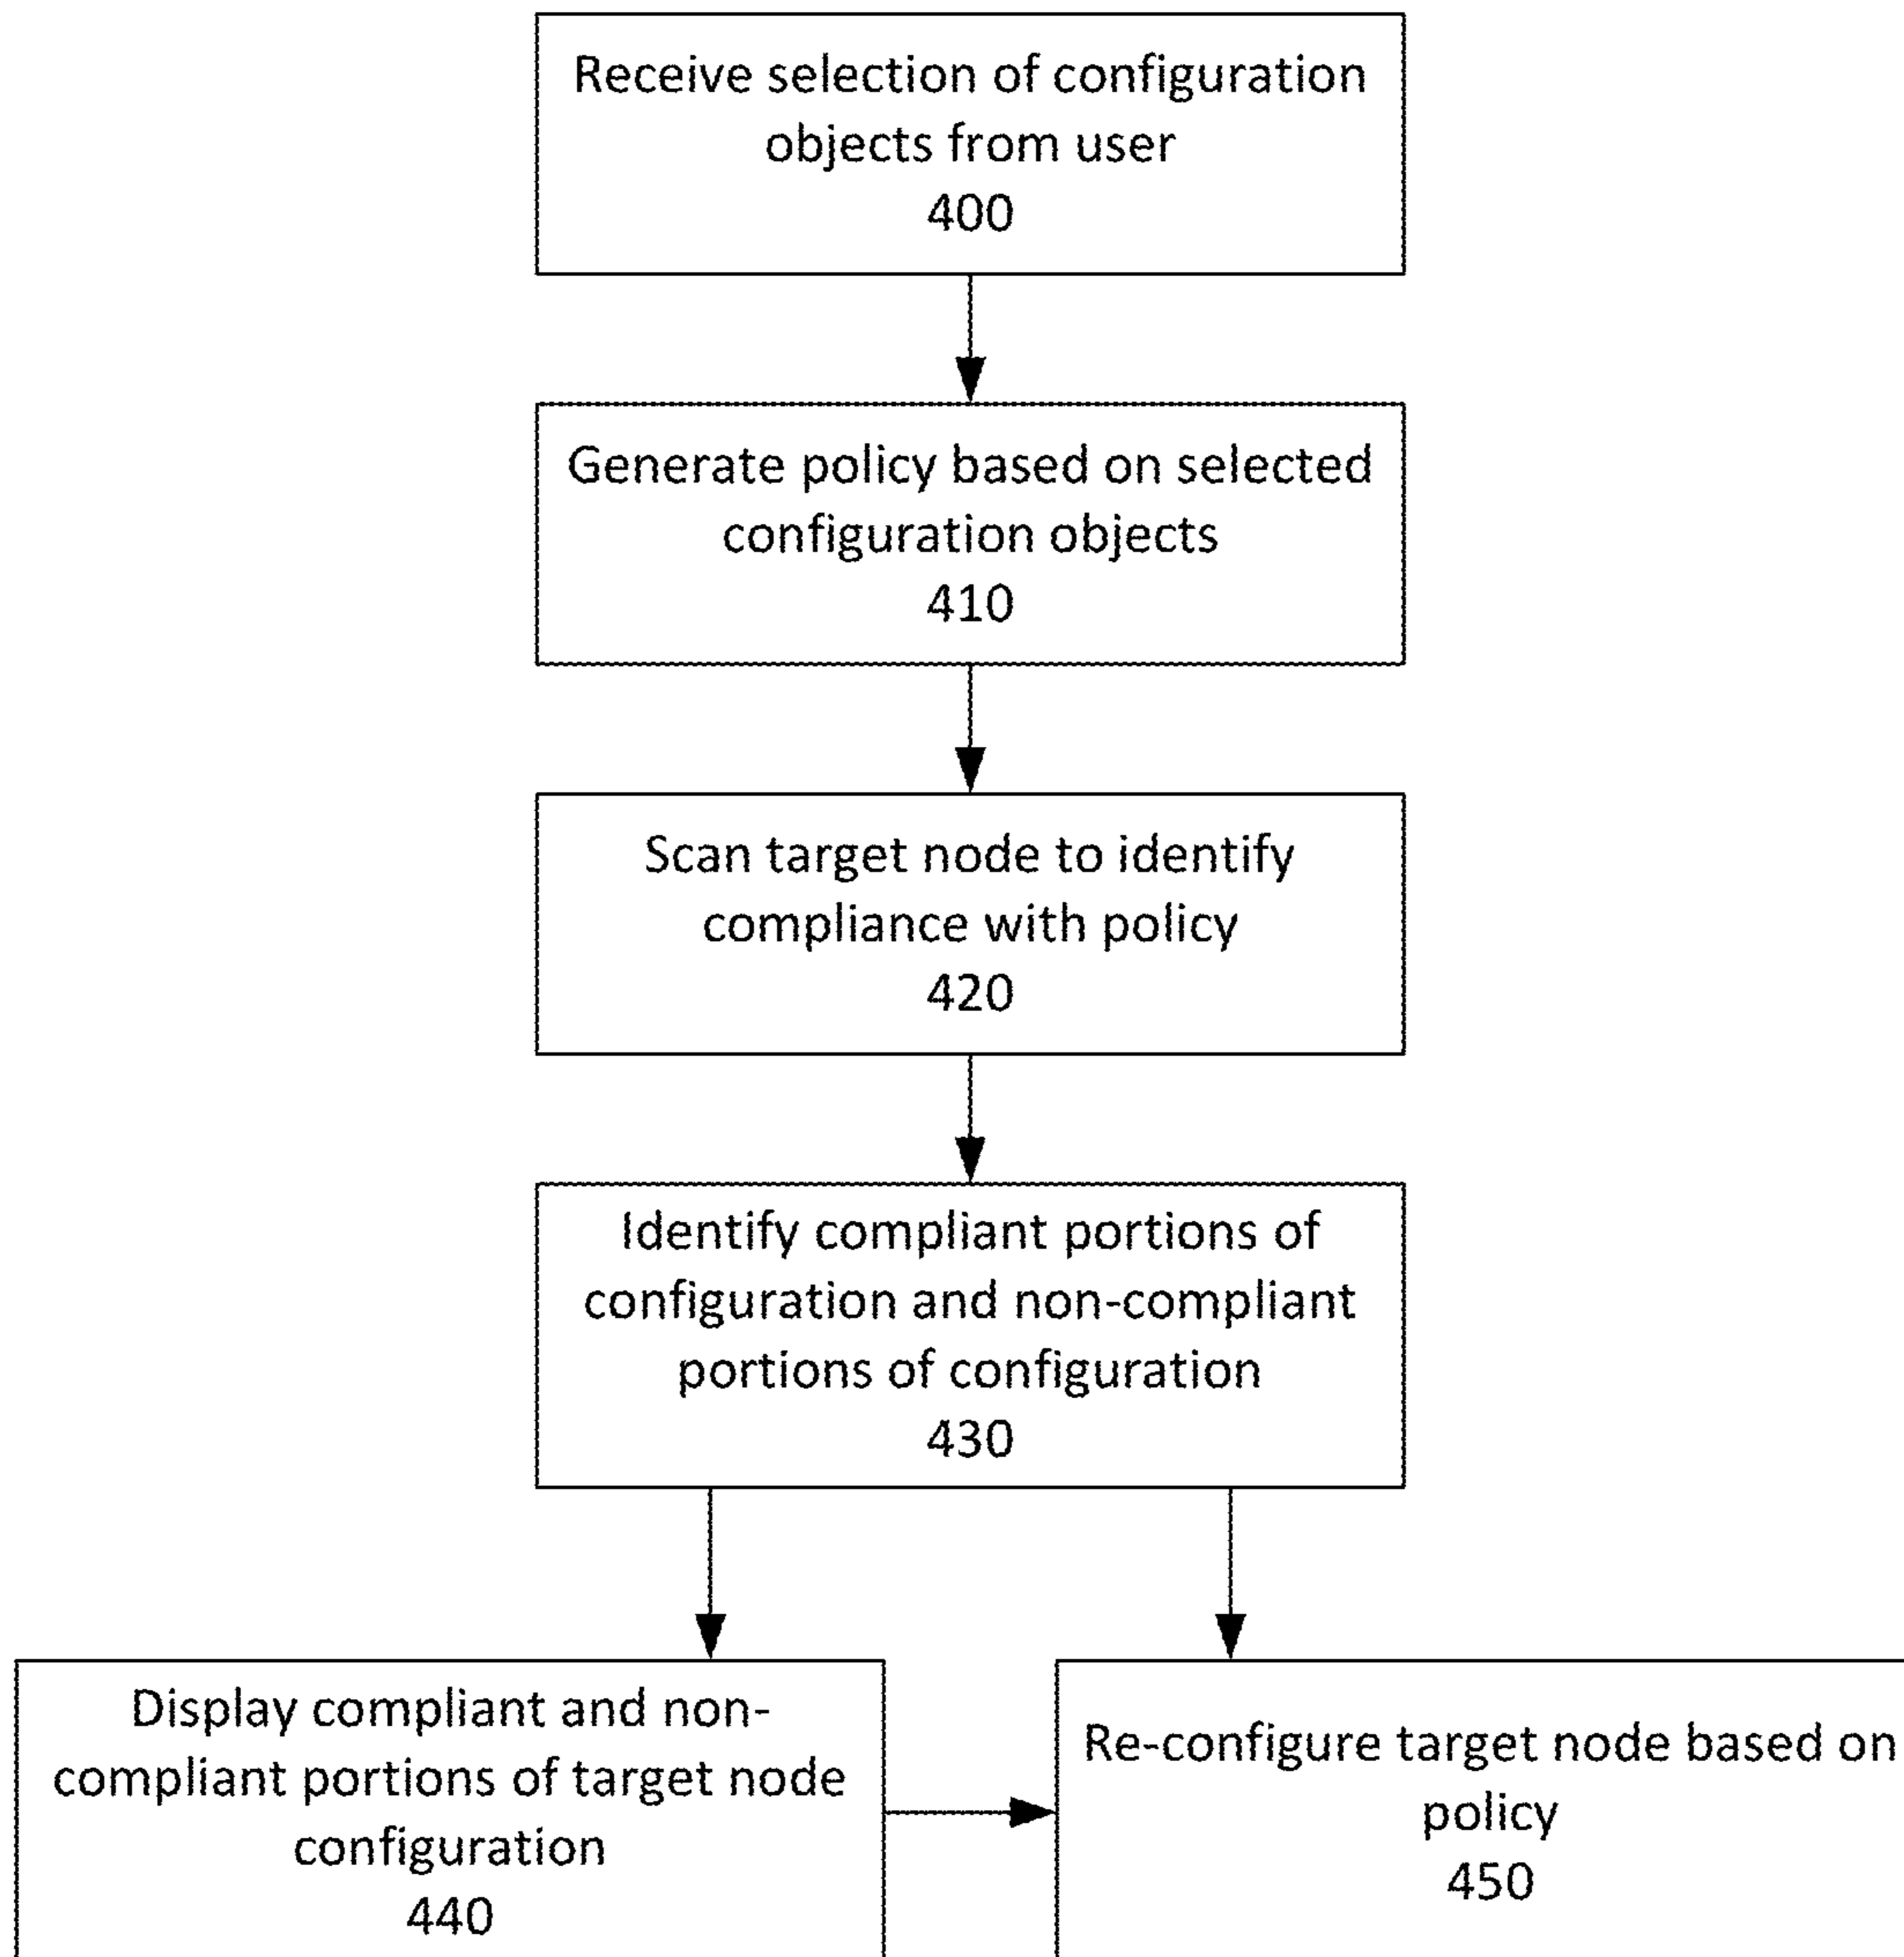 Receive selection of configuration
objects from user
400
Generate policy based on selected
configuration objects
410
Scan target node to identify
compliance with policy
420
Identify compliant portions of
configuration and non-compliant
portions of configuration
430
Display compliant and non-
compliant portions of target node
configuration
440
Re-configure target node based on
policy
450